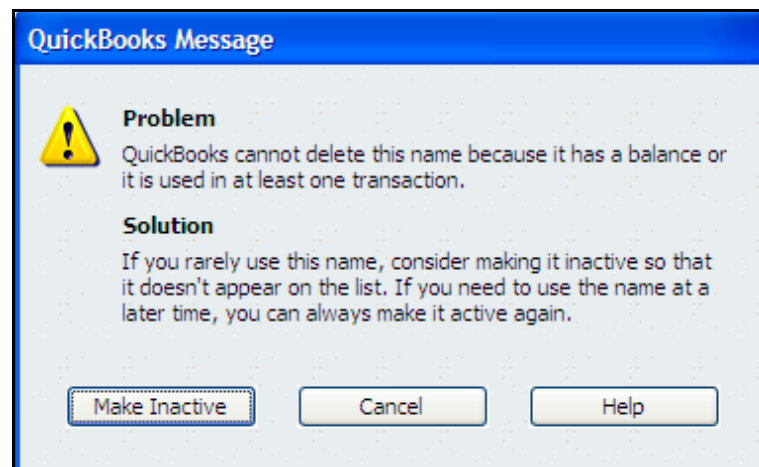 QuickBooks Message
Problem
QuickBooks cannot delete this name because it has a balance or
it is used in at least one transaction.
Solution
If you rarely use this name, consider making it inactive so that
it doesn't appear on the list. If you need to use the name at a
later time, you can always make it active again.
Make Inactive Cancel Help